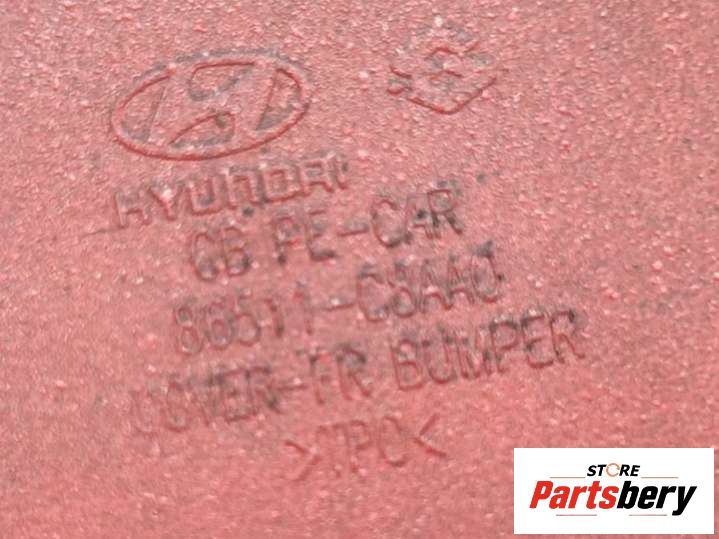 HYUNDAI
GB PE-CAR
86511-C8AA0
COVER-FR BUMPER
>TPO<
STORE
Partsbery